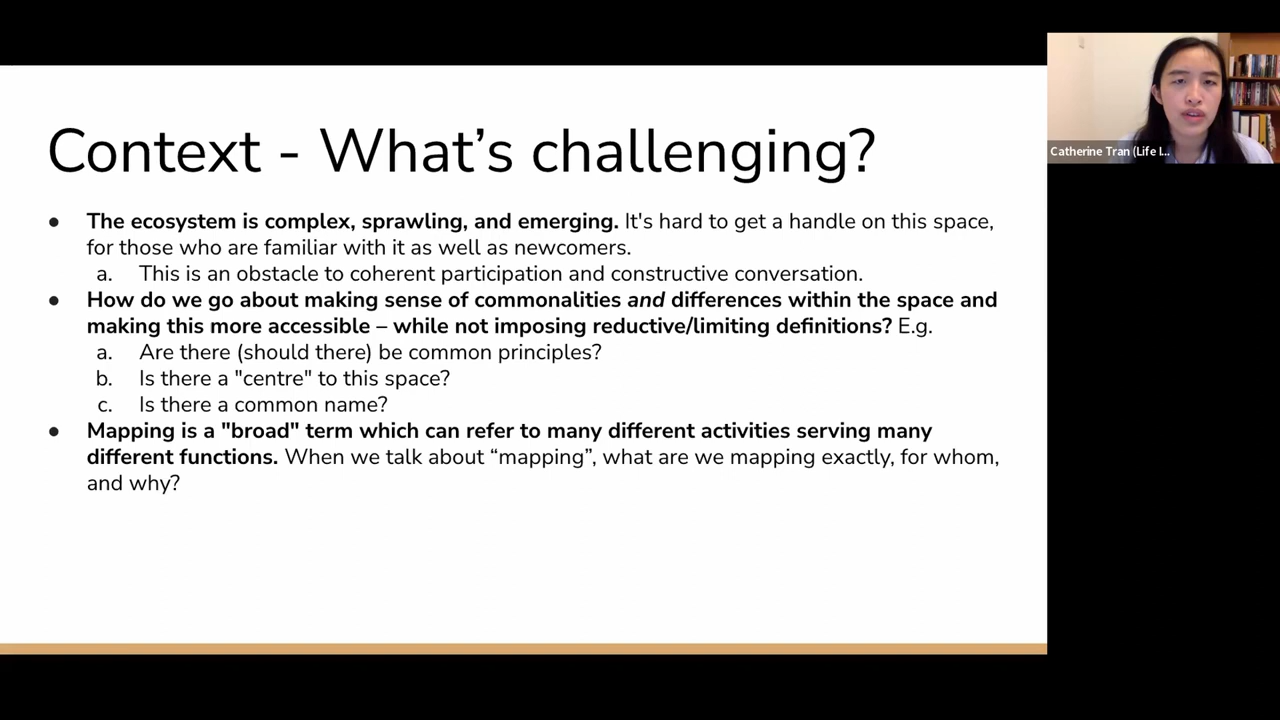 Context - What’s challenging?
● The ecosystem is complex, sprawling, and emerging. It's hard to get a handle on this space,
for those who are familiar with it as well as newcomers.
a. This is an obstacle to coherent participation and constructive conversation.
● How do we go about making sense of commonalities and differences within the space and
making this more accessible – while not imposing reductive/limiting definitions? E.g.
a. Are there (should there) be common principles?
b. Is there a "centre" to this space?
c. Is there a common name?
● Mapping is a "broad" term which can refer to many different activities serving many
different functions. When we talk about “mapping”, what are we mapping exactly, for whom,
and why?
Catherine Tran (Life I...